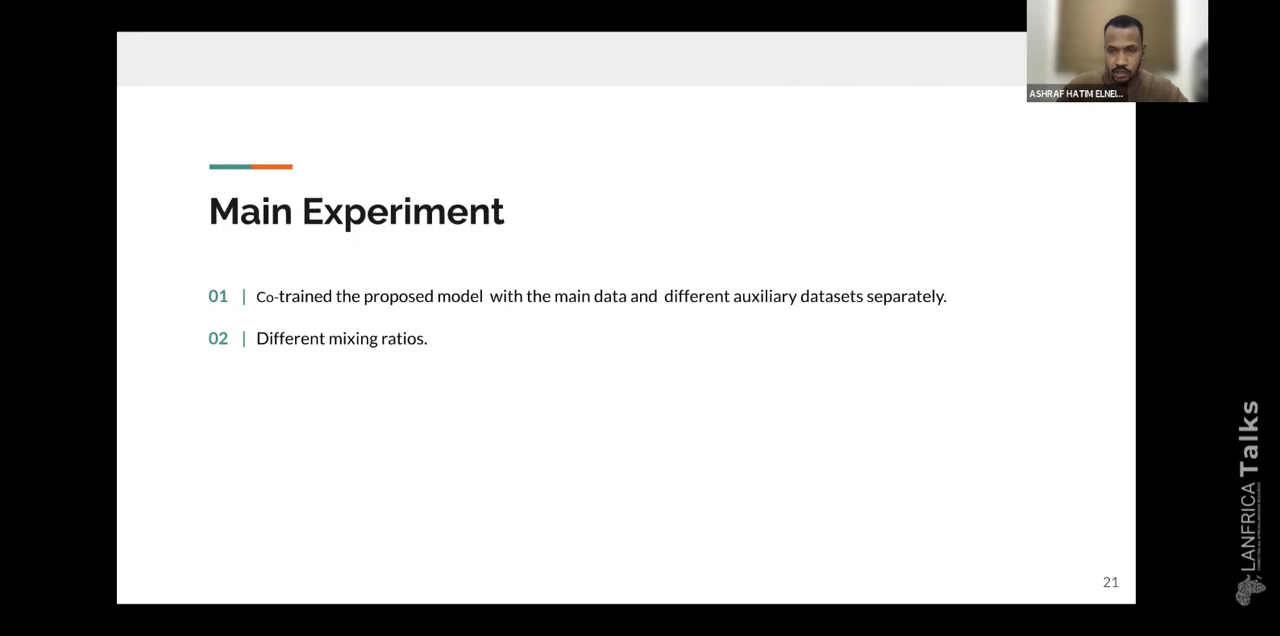 ASHRAF HATIM ELNEI...
Main Experiment
01 | Co-trained the proposed model with the main data and different auxiliary datasets separately.
02 | Different mixing ratios.
21
LANFRICA Talks